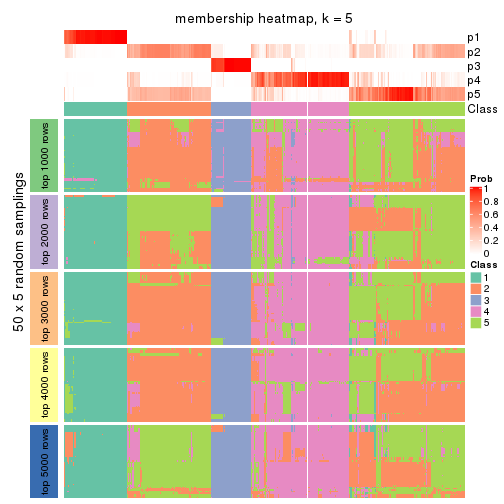 membership heatmap, k = 5
p1
p2
p3
p4
p5
Class
50 x 5 random samplings
top 1000 rows
top 2000 rows
top 3000 rows
top 4000 rows
top 5000 rows
Prob
1
0.8
0.6
0.4
0.2
0
Class
1
2
3
4
5